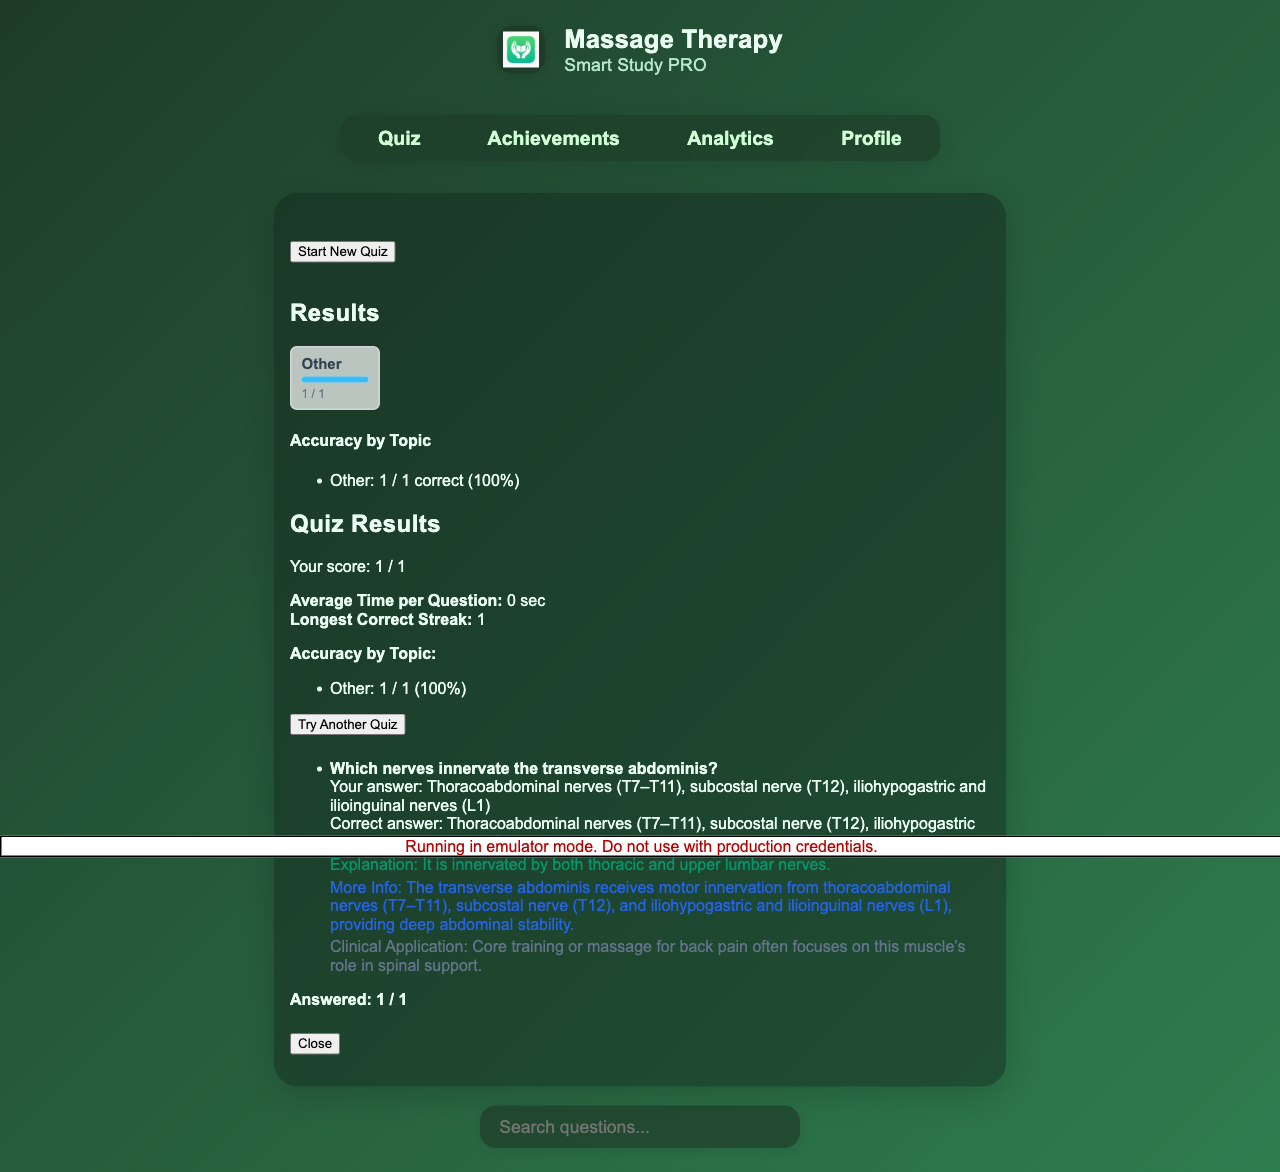 Massage Therapy
Smart Study PRO
Quiz
Achievements
Analytics
Profile
Start New Quiz
Results
Other
1 / 1
Accuracy by Topic
• Other: 1 / 1 correct (100%)
Quiz Results
Your score: 1 / 1
Average Time per Question: 0 sec
Longest Correct Streak: 1
Accuracy by Topic:
• Other: 1 / 1 (100%)
Try Another Quiz
• Which nerves innervate the transverse abdominis?
Your answer: Thoracoabdominal nerves (T7–T11), subcostal nerve (T12), iliohypogastric and
ilioinguinal nerves (L1)
Correct answer: Thoracoabdominal nerves (T7–T11), subcostal nerve (T12), iliohypogastric
Running in emulator mode. Do not use with production credentials.
Explanation: It is innervated by both thoracic and upper lumbar nerves.
More Info: The transverse abdominis receives motor innervation from thoracoabdominal
nerves (T7–T11), subcostal nerve (T12), and iliohypogastric and ilioinguinal nerves (L1),
providing deep abdominal stability.
Clinical Application: Core training or massage for back pain often focuses on this muscle's
role in spinal support.
Answered: 1 / 1
Close
Search questions...